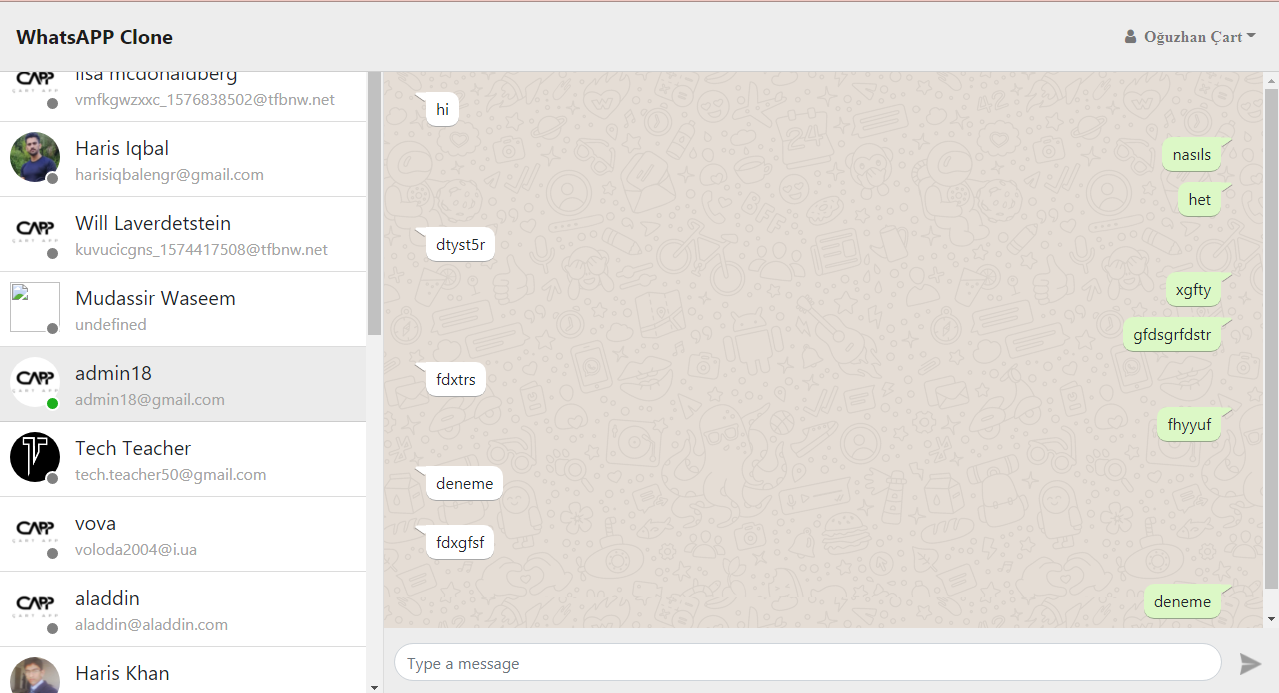 WhatsAPP Clone
Oğuzhan Çart
lisa mcdonaldberg
vmfkgwzxxc_1576838502@tfbnw.net
Haris Iqbal
harisiqbalengr@gmail.com
CAPP
Will Laverdetstein
kuvucicgns_1574417508@tfbnw.net
Mudassir Waseem
undefined
CAPP
admin18
admin18@gmail.com
Tech Teacher
tech.teacher50@gmail.com
CAPP
vova
voloda2004@i.ua
CAPP
aladdin
aladdin@aladdin.com
Haris Khan
hi
nasıls
het
dtyst5r
xgfty
gfdsgrfdstr
fdxtrs
fhyyuf
deneme
fdxgfsf
deneme
Type a message